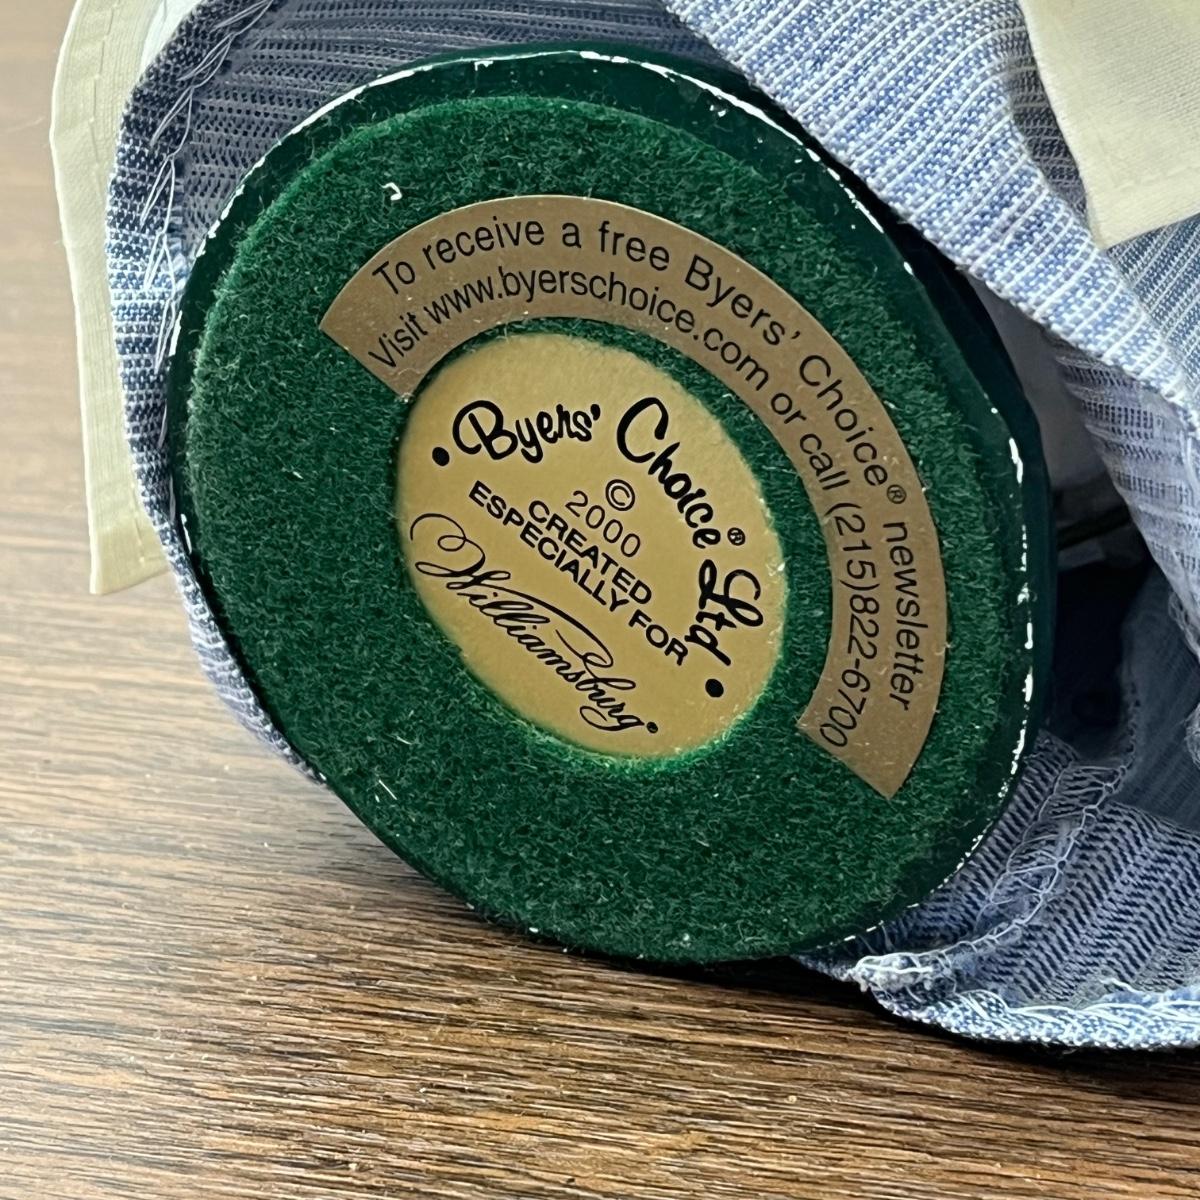 To receive a free Byers' Choice® newsletter
Visit www.byerschoice.com or call (215)822-6700
• Byers' Choice® Ltd •
©
2000
CREATED
ESPECIALLY FOR
Williamsburg®